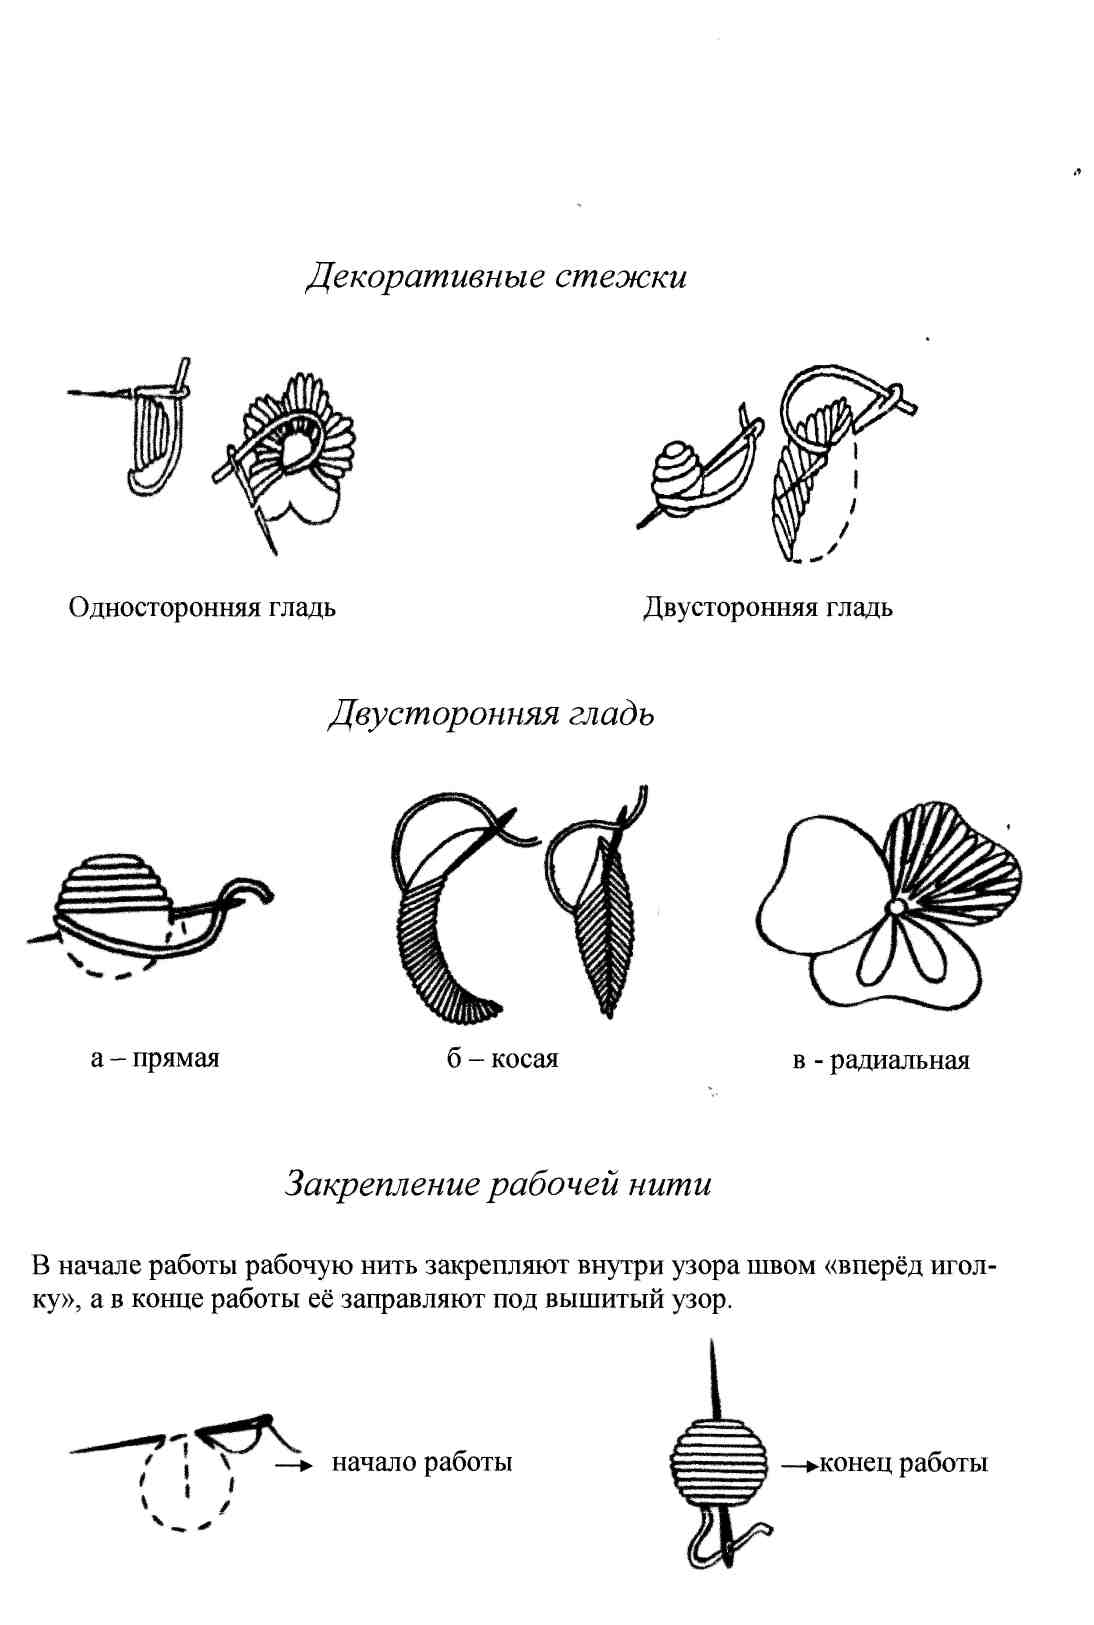 Декоративные стежки
Односторонняя гладь
Двусторонняя гладь
Двусторонняя гладь
а – прямая
б – косая
в - радиальная
Закрепление рабочей нити
В начале работы рабочую нить закрепляют внутри узора швом «вперёд игол-
ку», а в конце работы её заправляют под вышитый узор.
начало работы
конец работы